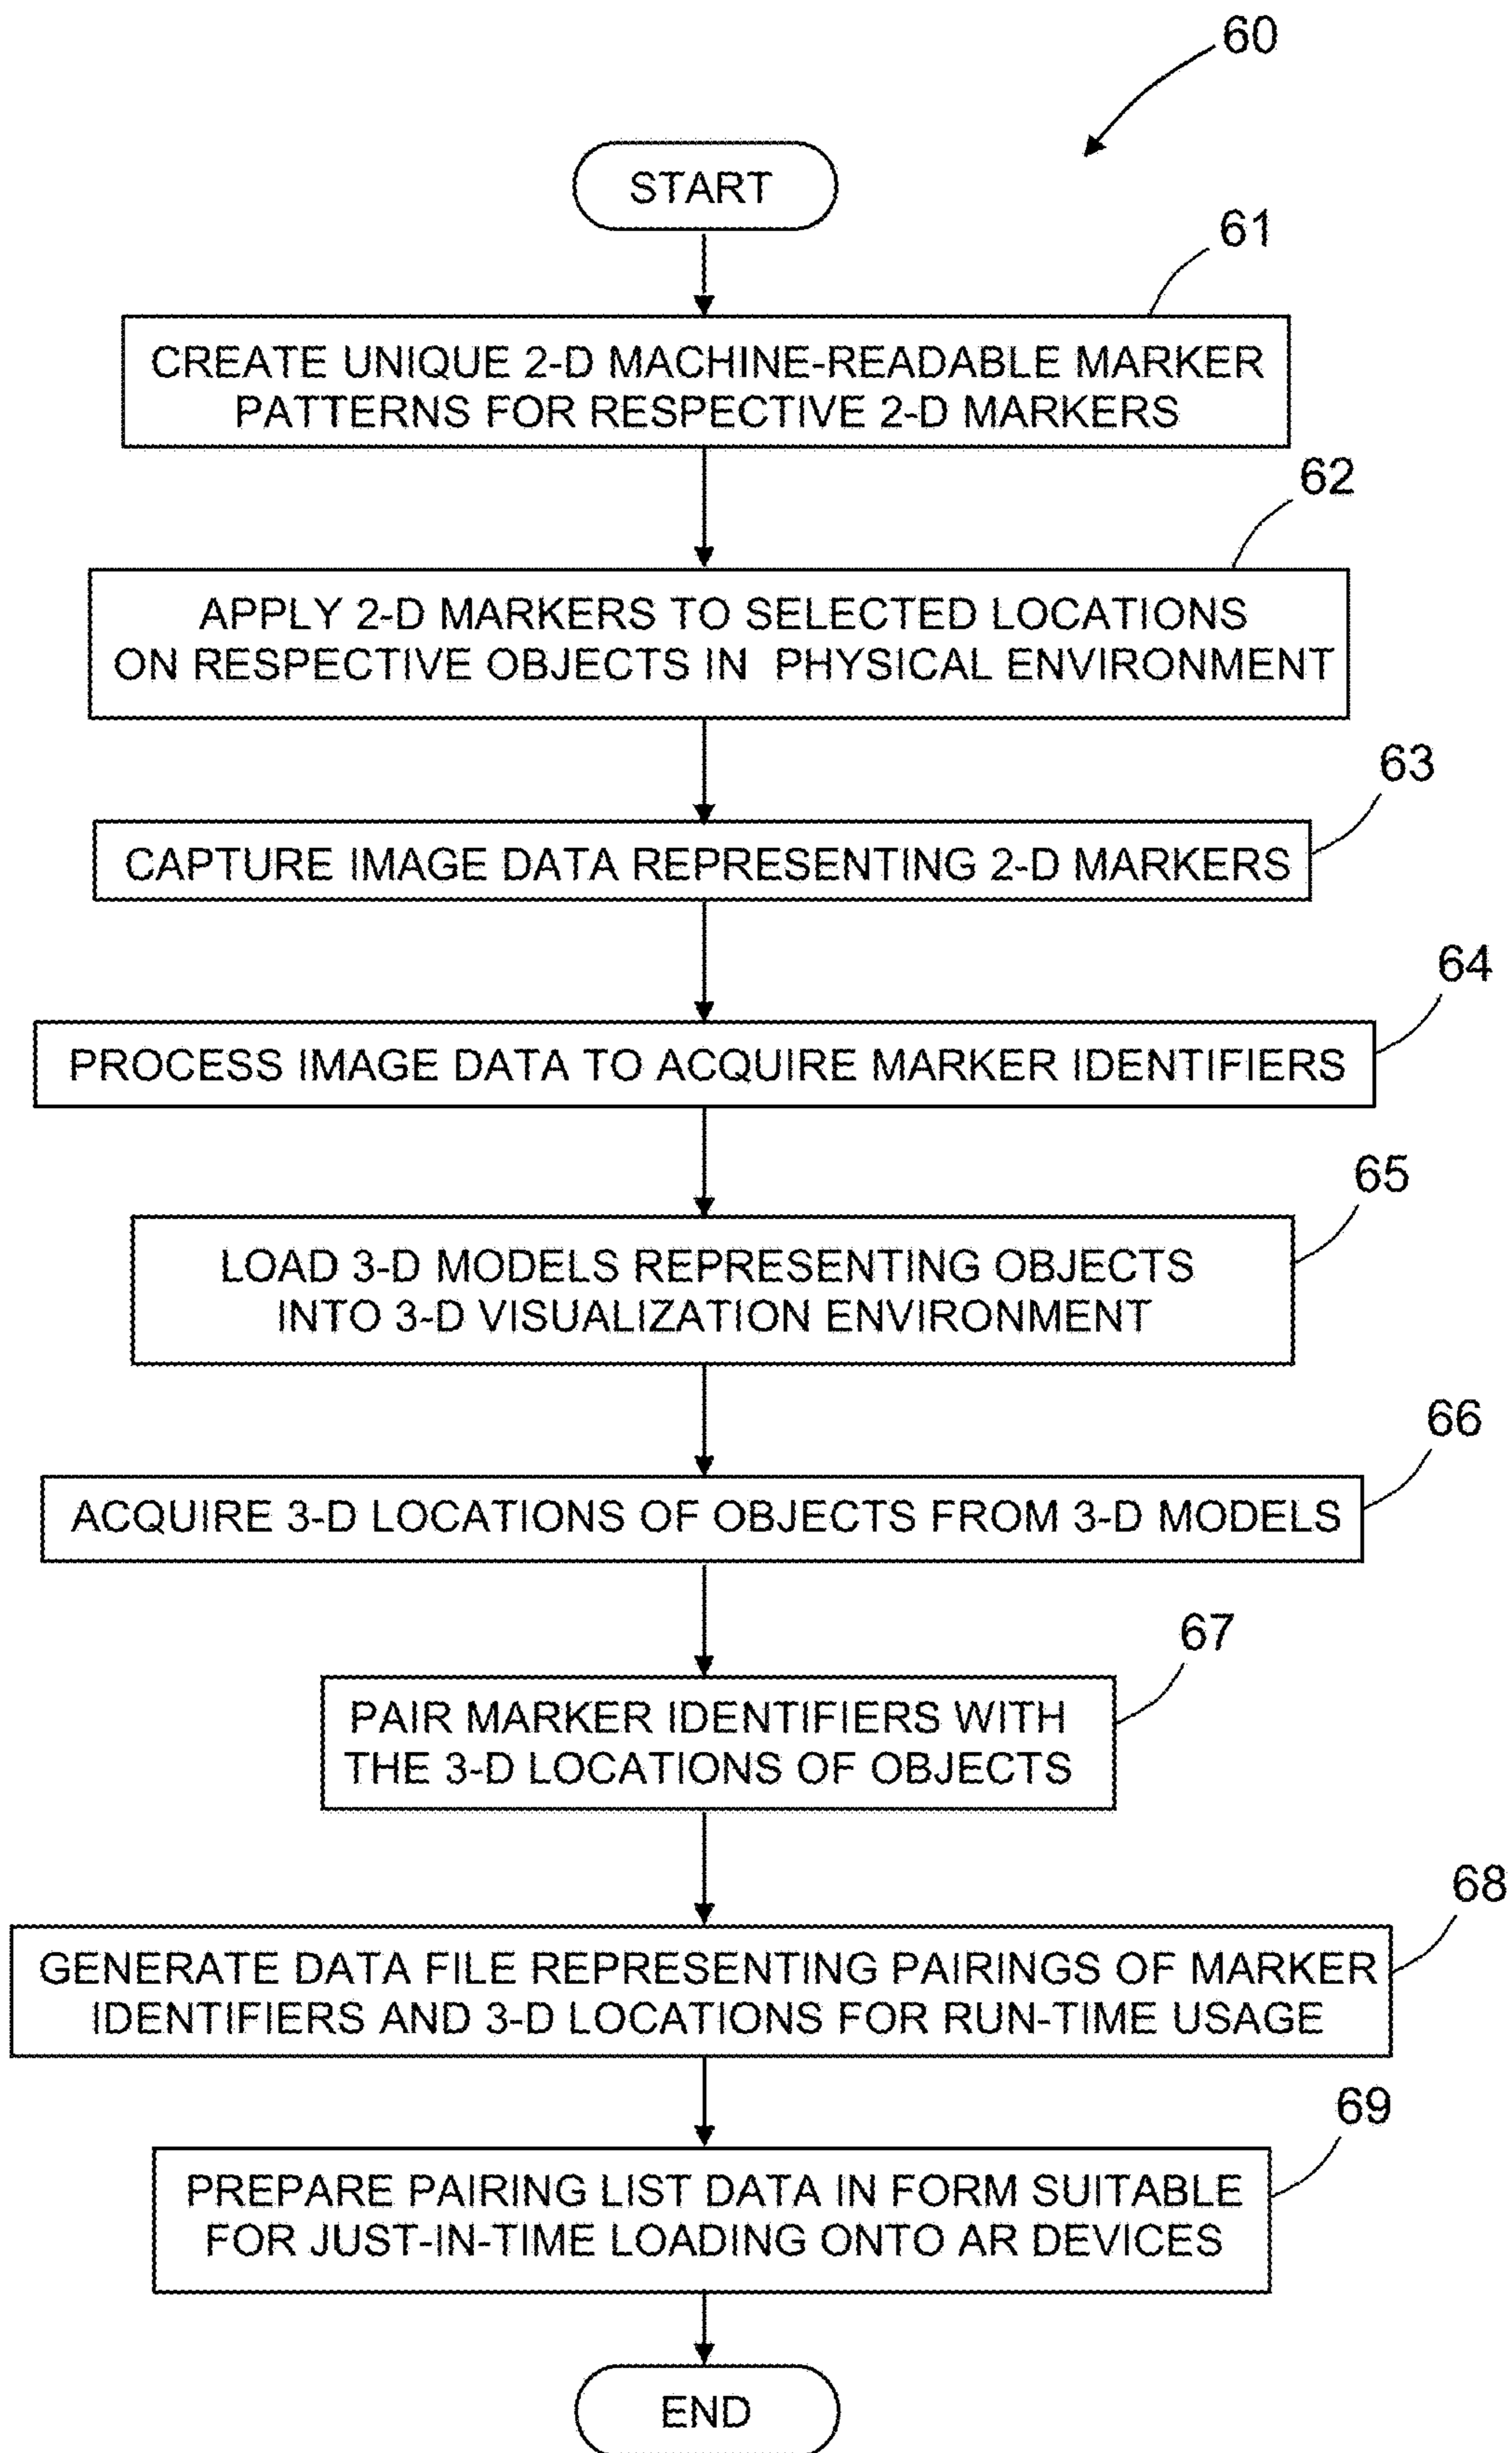 60
START
61
CREATE UNIQUE 2-D MACHINE-READABLE MARKER
PATTERNS FOR RESPECTIVE 2-D MARKERS
62
APPLY 2-D MARKERS TO SELECTED LOCATIONS
ON RESPECTIVE OBJECTS IN PHYSICAL ENVIRONMENT
63
CAPTURE IMAGE DATA REPRESENTING 2-D MARKERS
64
PROCESS IMAGE DATA TO ACQUIRE MARKER IDENTIFIERS
65
LOAD 3-D MODELS REPRESENTING OBJECTS
INTO 3-D VISUALIZATION ENVIRONMENT
66
ACQUIRE 3-D LOCATIONS OF OBJECTS FROM 3-D MODELS
67
PAIR MARKER IDENTIFIERS WITH
THE 3-D LOCATIONS OF OBJECTS
68
GENERATE DATA FILE REPRESENTING PAIRINGS OF MARKER
IDENTIFIERS AND 3-D LOCATIONS FOR RUN-TIME USAGE
69
PREPARE PAIRING LIST DATA IN FORM SUITABLE
FOR JUST-IN-TIME LOADING ONTO AR DEVICES
END